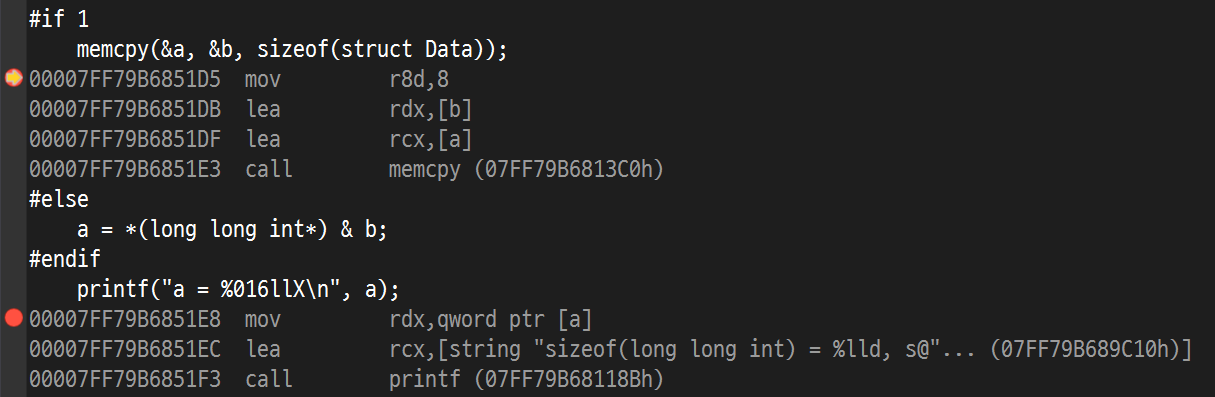 #if 1
    memcpy(&a, &b, sizeof(struct Data));
00007FF79B6851D5  mov         r8d,8
00007FF79B6851DB  lea         rdx,[b]
00007FF79B6851DF  lea         rcx,[a]
00007FF79B6851E3  call        memcpy (07FF79B6813C0h)
#else
    a = *(long long int*) & b;
#endif
    printf("a = %016llX\n", a);
00007FF79B6851E8  mov         rdx,qword ptr [a]
00007FF79B6851EC  lea         rcx,[string "sizeof(long long int) = %lld, s@"... (07FF79B689C10h)]
00007FF79B6851F3  call        printf (07FF79B68118Bh)